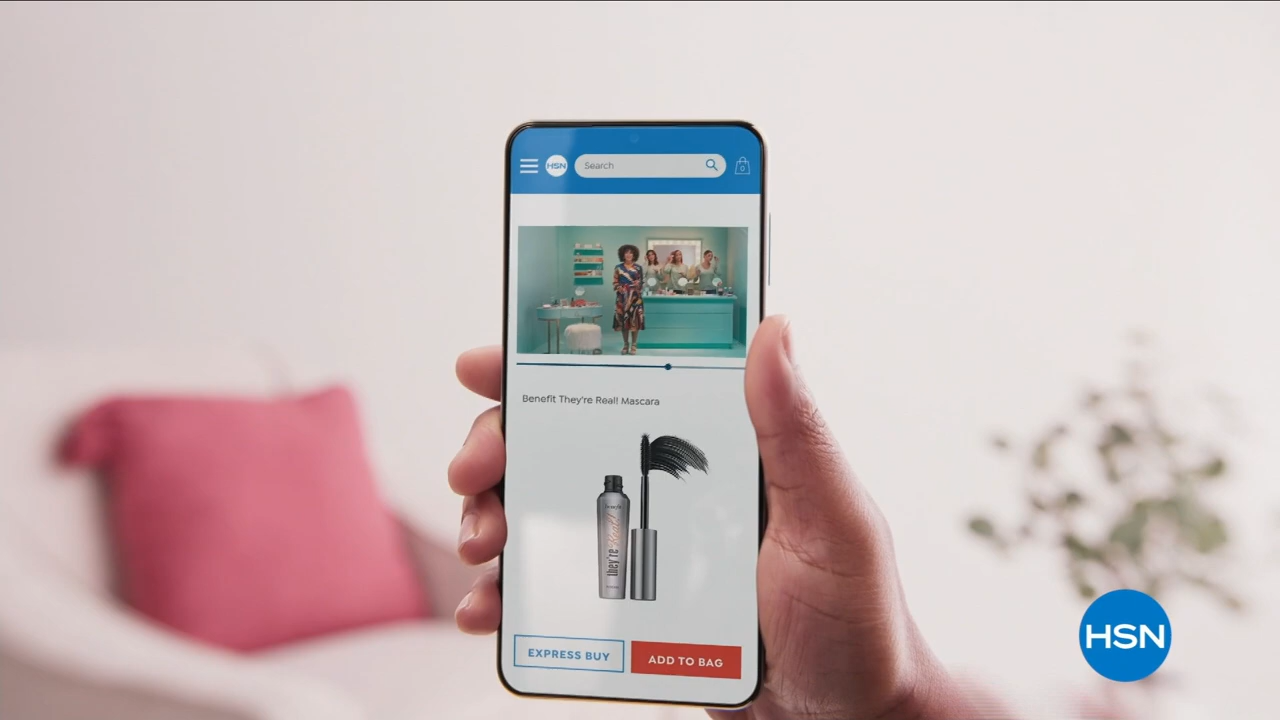 HSN
Search
0
Benefit They're Real! Mascara
benefit
they're real!
EXPRESS BUY
ADD TO BAG
HSN